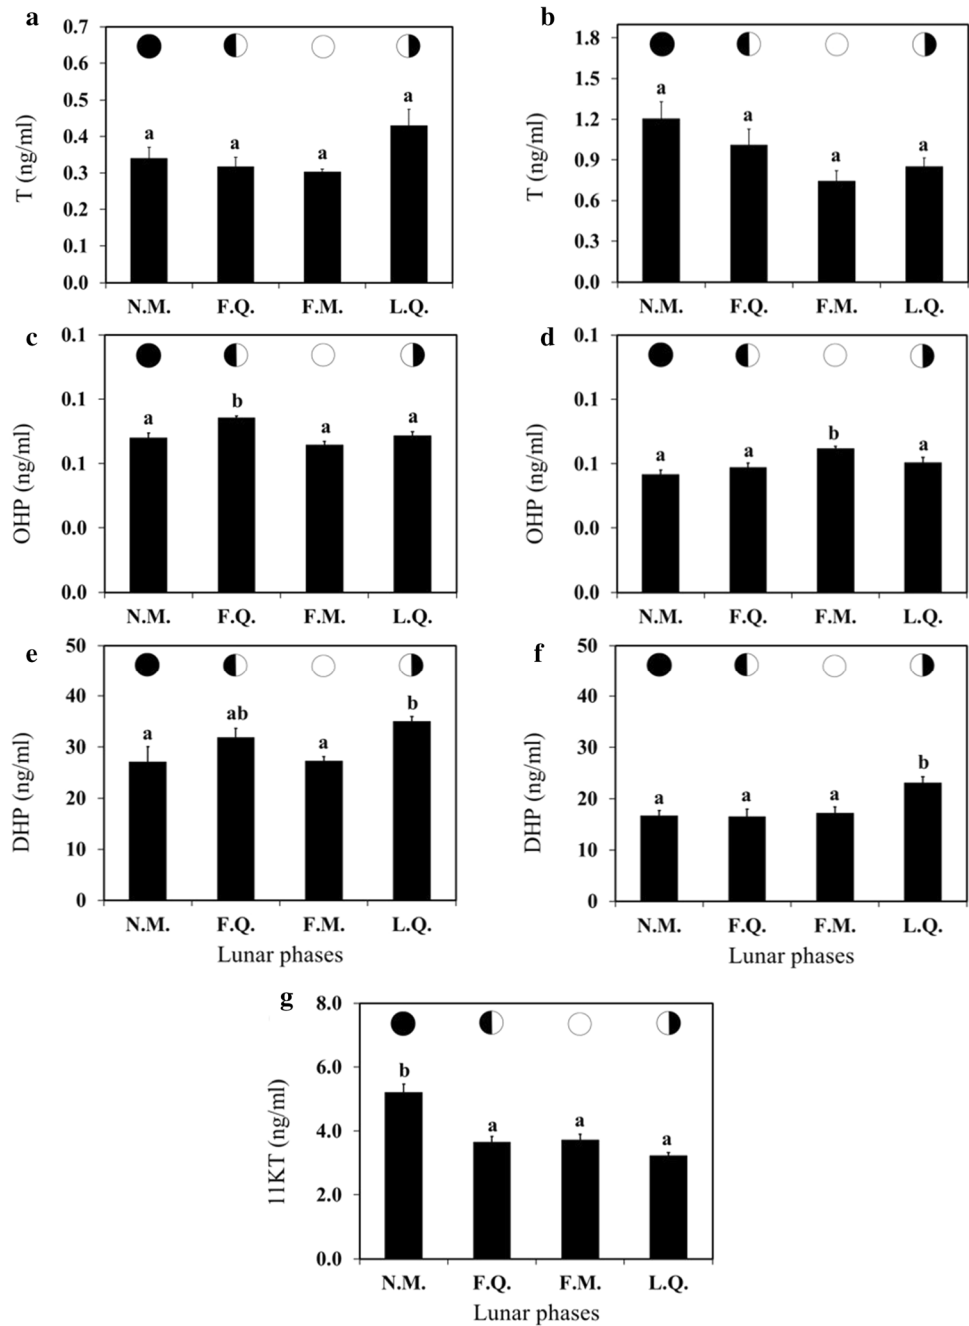 a
0.7
0.6
0.5
0.4
0.3
0.2
0.1
0.0
T (ng/ml)
a a a a
N.M. F.Q. F.M. L.Q.
b
1.8
1.5
1.2
0.9
0.6
0.3
0.0
T (ng/ml)
a a a a
N.M. F.Q. F.M. L.Q.
c
0.1
0.1
0.1
0.0
0.0
OHP (ng/ml)
a b a a
N.M. F.Q. F.M. L.Q.
d
0.1
0.1
0.1
0.0
0.0
OHP (ng/ml)
a a b a
N.M. F.Q. F.M. L.Q.
e
50
40
30
20
10
0
DHP (ng/ml)
a ab a b
N.M. F.Q. F.M. L.Q.
Lunar phases
f
50
40
30
20
10
0
DHP (ng/ml)
a a a b
N.M. F.Q. F.M. L.Q.
Lunar phases
g
8.0
6.0
4.0
2.0
0.0
11KT (ng/ml)
b a a a
N.M. F.Q. F.M. L.Q.
Lunar phases